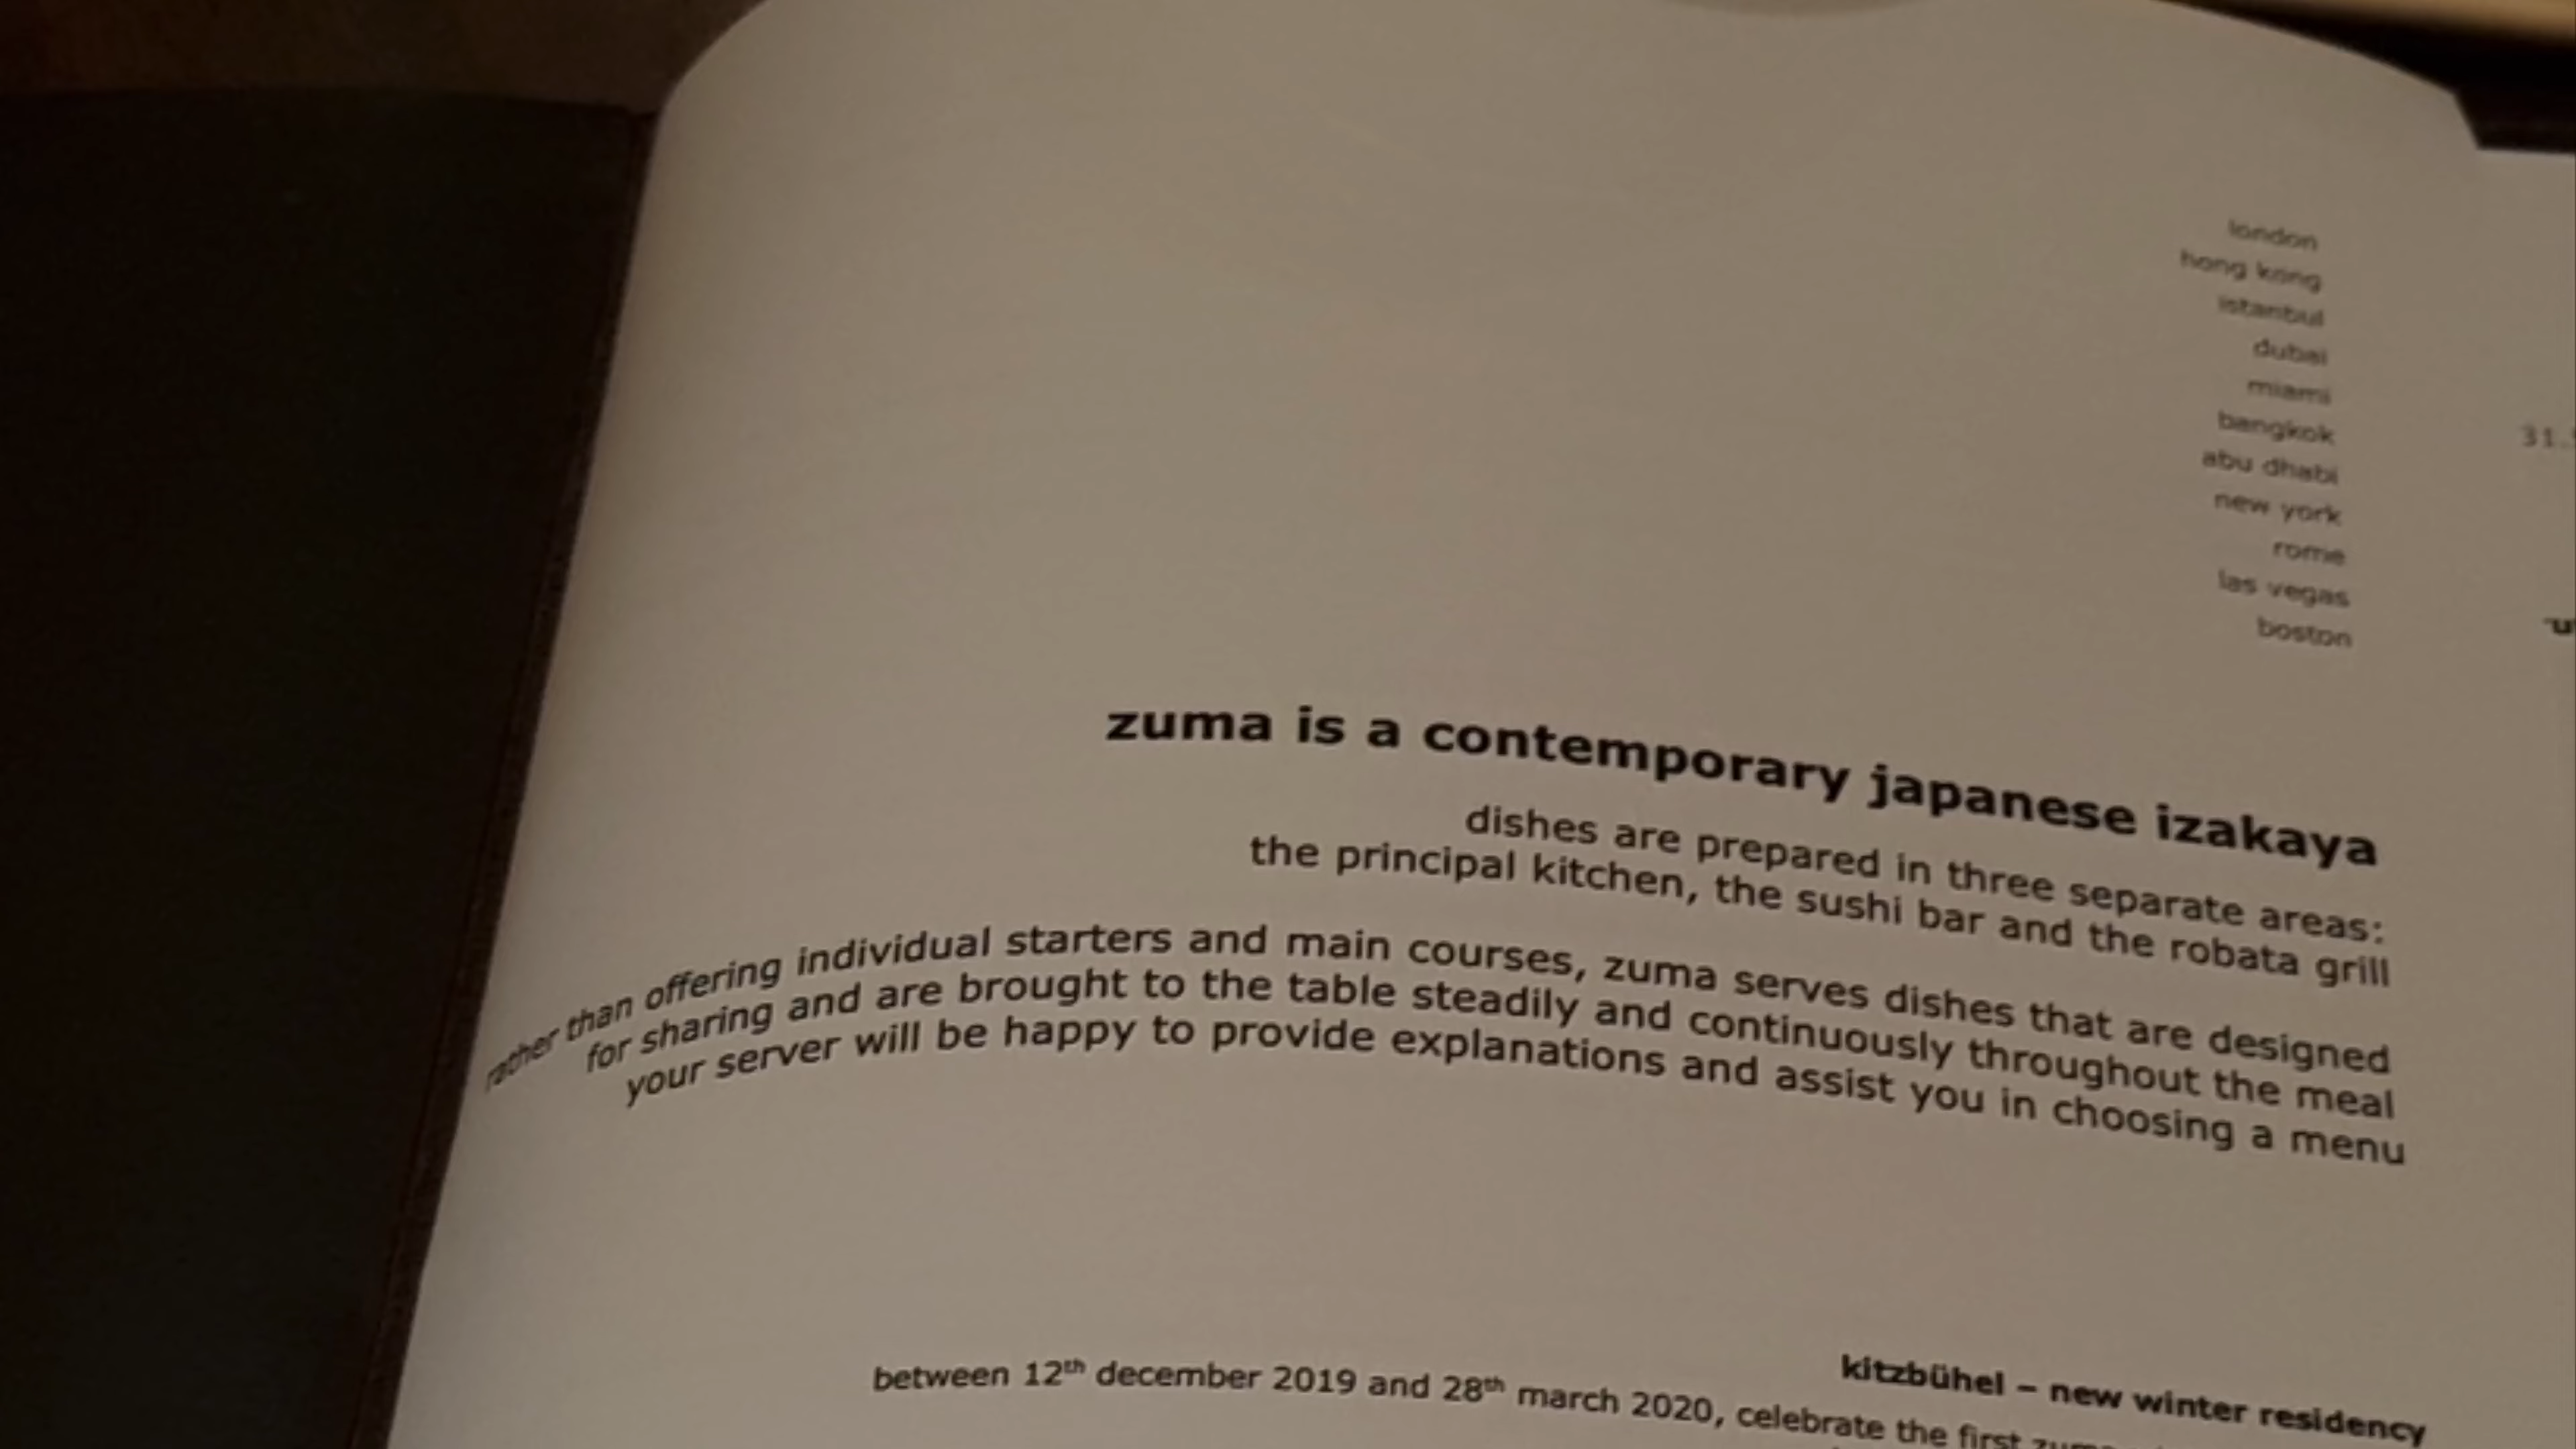 london
hong kong
istanbul
dubai
miami
bangkok
abu dhabi
new york
rome
las vegas
boston
31.
zuma is a contemporary japanese izakaya
dishes are prepared in three separate areas:
the principal kitchen, the sushi bar and the robata grill
rather than offering individual starters and main courses, zuma serves dishes that are designed
for sharing and are brought to the table steadily and continuously throughout the meal
your server will be happy to provide explanations and assist you in choosing a menu
kitzbühel – new winter residency
between 12th december 2019 and 28th march 2020, celebrate the first